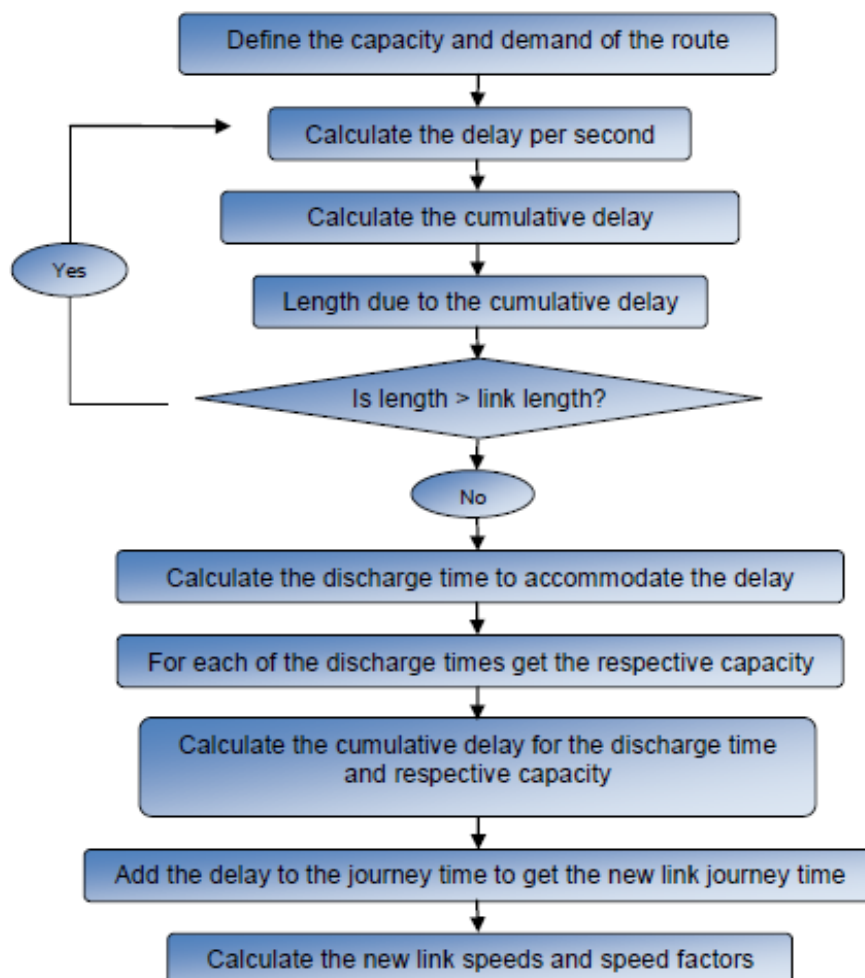 Define the capacity and demand of the route
Calculate the delay per second
Calculate the cumulative delay
Yes
Length due to the cumulative delay
Is length > link length?
No
Calculate the discharge time to accommodate the delay
For each of the discharge times get the respective capacity
Calculate the cumulative delay for the discharge time
and respective capacity
Add the delay to the journey time to get the new link journey time
Calculate the new link speeds and speed factors